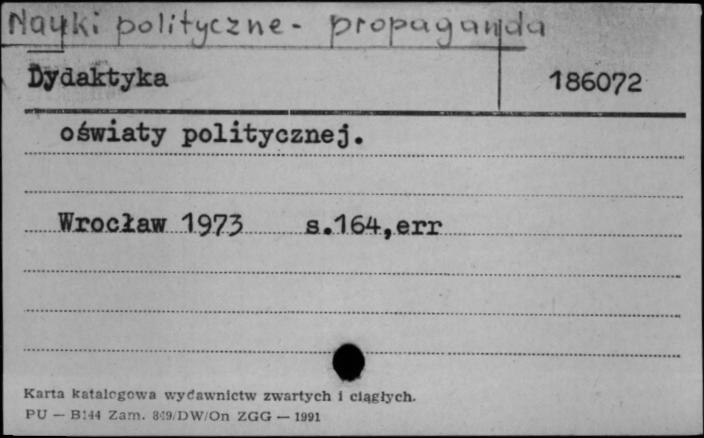 Nauki polityczne - propaganda
Dydaktyka 186072
oświaty politycznej.
Wrocław 1973 s.164,err
Karta katalogowa wydawnictw zwartych i ciągłych.
PU — B144 Zam. 849/DW/On ZGG — 1991